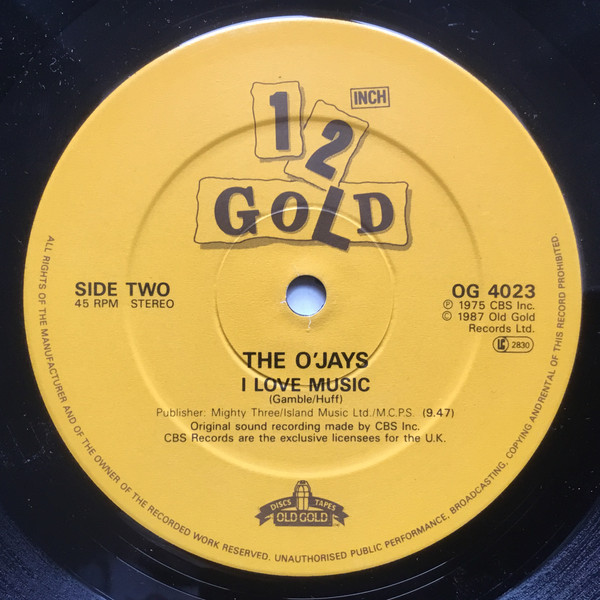 12 INCH
GOLD
SIDE TWO
45 RPM STEREO
OG 4023
℗ 1975 CBS Inc.
© 1987 Old Gold
Records Ltd.
LC 2830
THE O'JAYS
I LOVE MUSIC
(Gamble/Huff)
Publisher: Mighty Three/Island Music Ltd./M.C.P.S. (9.47)
Original sound recording made by CBS Inc.
CBS Records are the exclusive licensees for the U.K.
DISCS TAPES
OLD GOLD
ALL RIGHTS OF THE MANUFACTURER AND OF THE OWNER OF THE RECORDED WORK RESERVED. UNAUTHORISED PUBLIC PERFORMANCE, BROADCASTING, COPYING AND RENTAL OF THIS RECORD PROHIBITED.